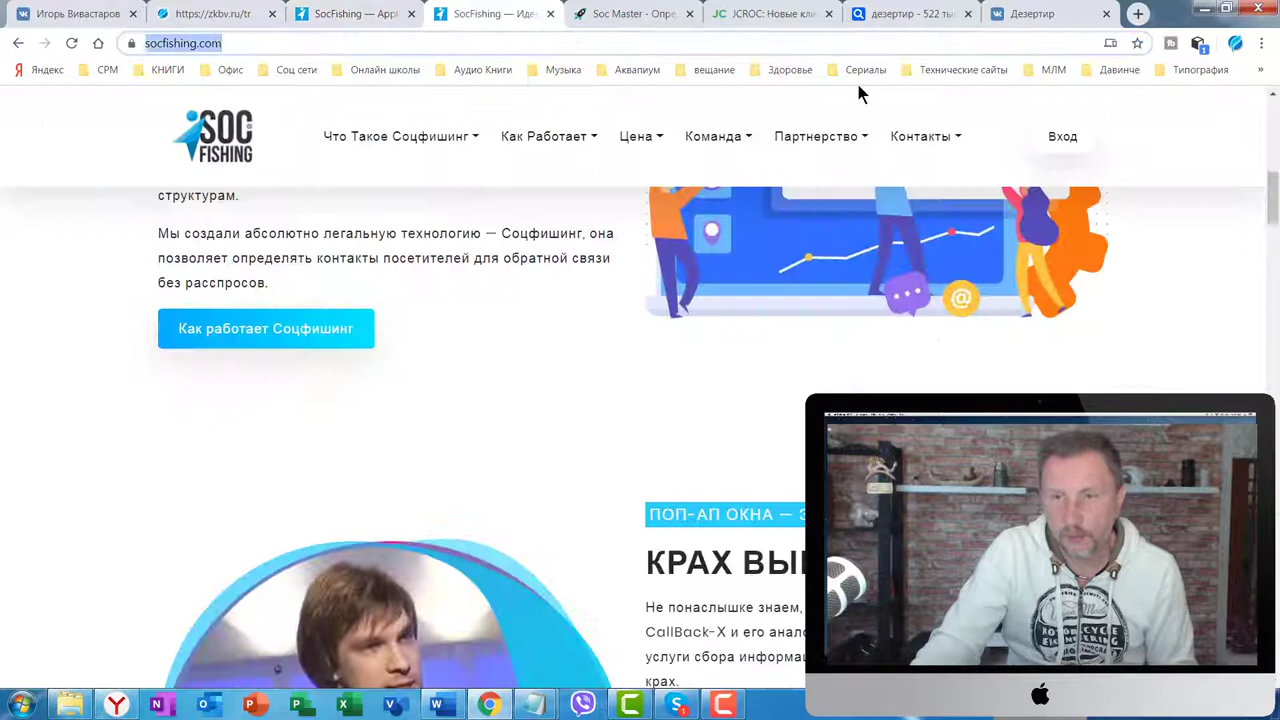 Игорь Вивастаров
https://zkbv.ru/tr
SocFishing — Appl
SocFishing — Иде
Soc Master - Опре
JCROC: Новые кли
дезертир - 522 ты
Дезертир
socfishing.com
1
Яндекс
СРМ
КНИГИ
Офис
Соц сети
Онлайн школы
Аудио Книги
Музыка
Аквапиум
вещание
Здоровье
Сериалы
Технические сайты
МЛМ
Давинче
Типография
»
SOC
FISHING
Что Такое Соцфишинг
Как Работает
Цена
Команда
Партнерство
Контакты
Вход
структурам.
Мы создали абсолютно легальную технологию — Соцфишинг, она
позволяет определять контакты посетителей для обратной связи
без расспросов.
Как работает Соцфишинг
@
ПОП-АП ОКНА —
КРАХ ВЫ
Не понаслышке знаем,
CallBack-X и его анало
услуги сбора информа
крах.